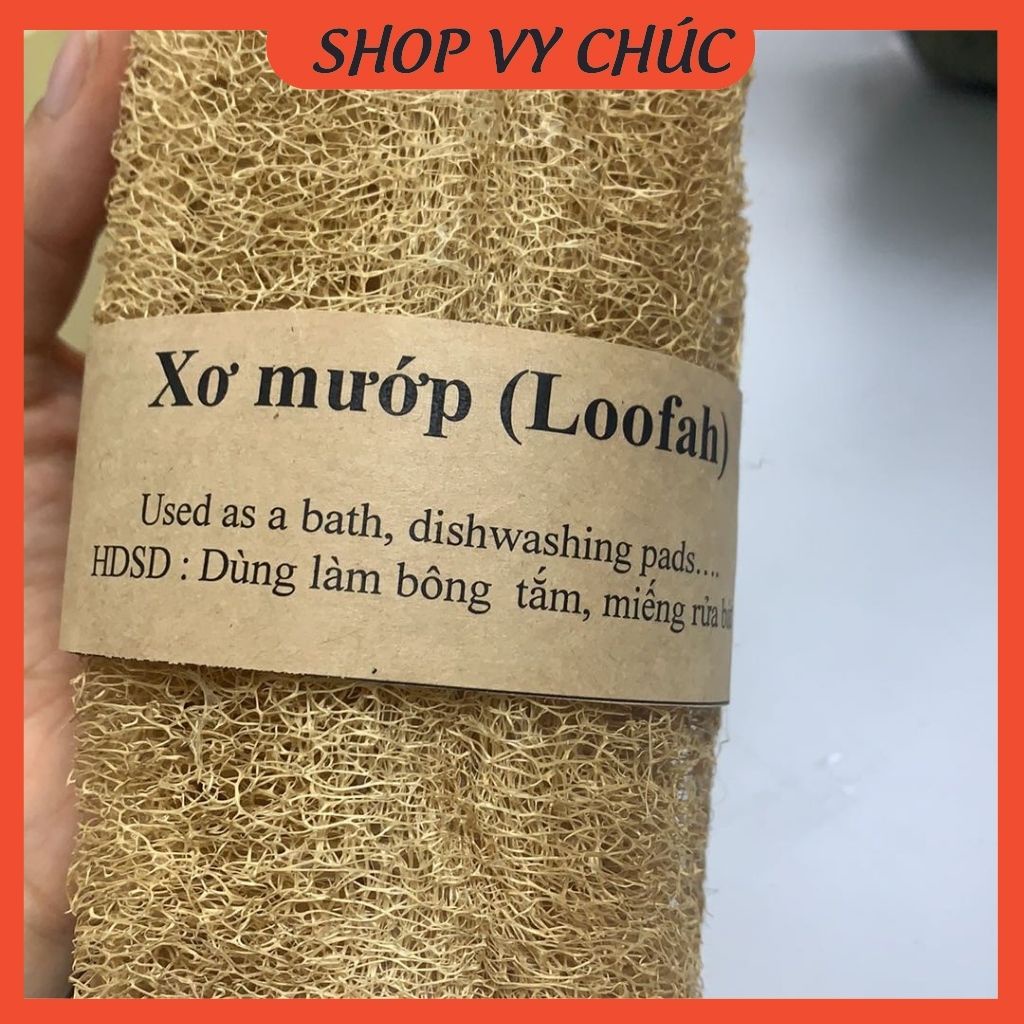 SHOP VY CHÚC
Xơ mướp (Loofah)
Used as a bath, dishwashing pads....
HDSD : Dùng làm bông tắm, miếng rửa